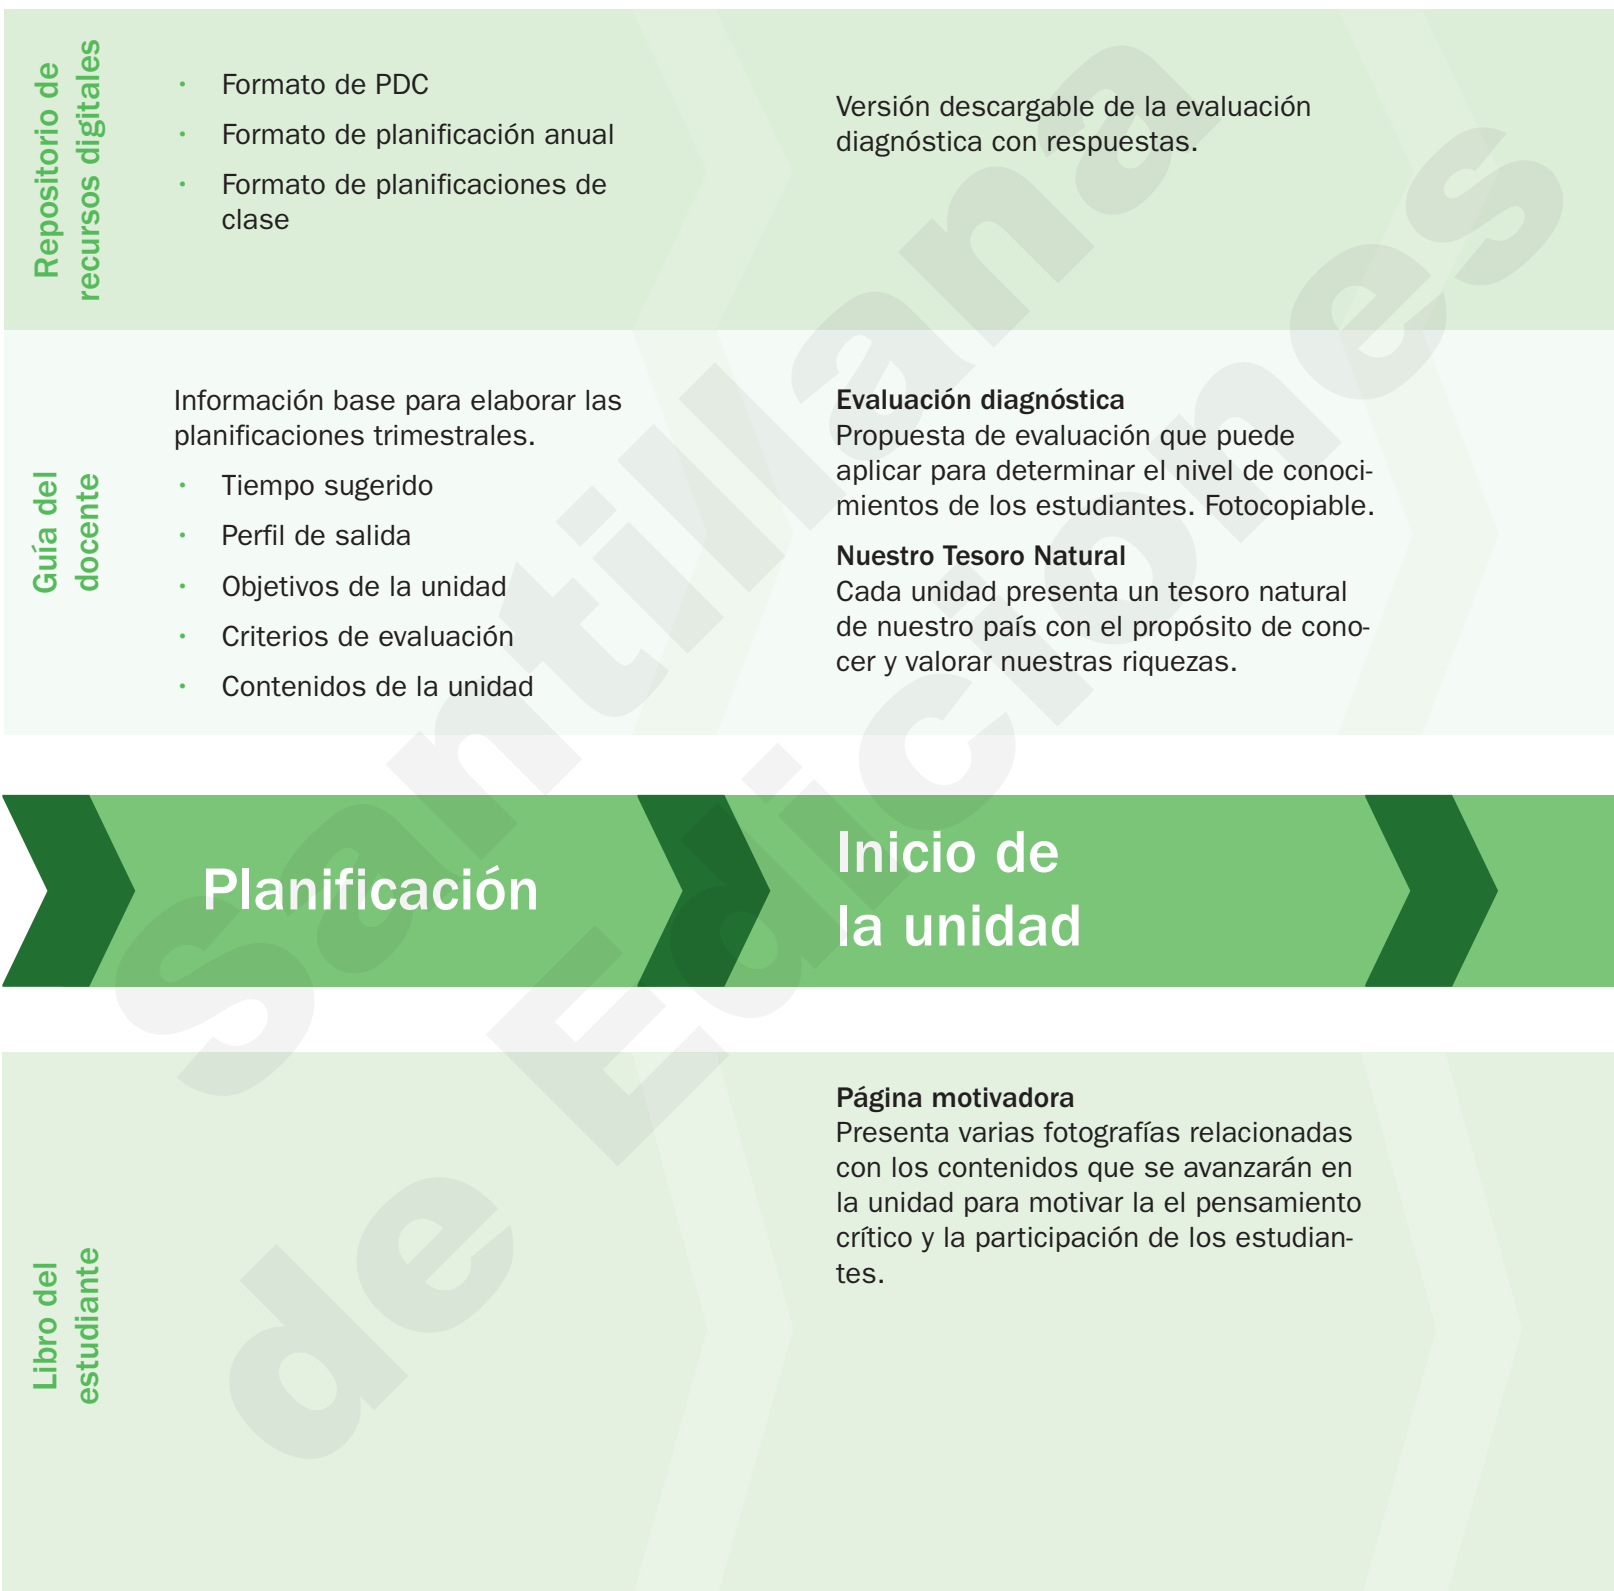 Repositorio de
recursos digitales
· Formato de PDC
· Formato de planificación anual
· Formato de planificaciones de
clase
Versión descargable de la evaluación
diagnóstica con respuestas.
Guía del
docente
Información base para elaborar las
planificaciones trimestrales.
· Tiempo sugerido
· Perfil de salida
· Objetivos de la unidad
· Criterios de evaluación
· Contenidos de la unidad
Evaluación diagnóstica
Propuesta de evaluación que puede
aplicar para determinar el nivel de conoci-
mientos de los estudiantes. Fotocopiable.
Nuestro Tesoro Natural
Cada unidad presenta un tesoro natural
de nuestro país con el propósito de cono-
cer y valorar nuestras riquezas.
Planificación
Inicio de
la unidad
Libro del
estudiante
Página motivadora
Presenta varias fotografías relacionadas
con los contenidos que se avanzarán en
la unidad para motivar la el pensamiento
crítico y la participación de los estudian-
tes.
Santillana
de Ediciones